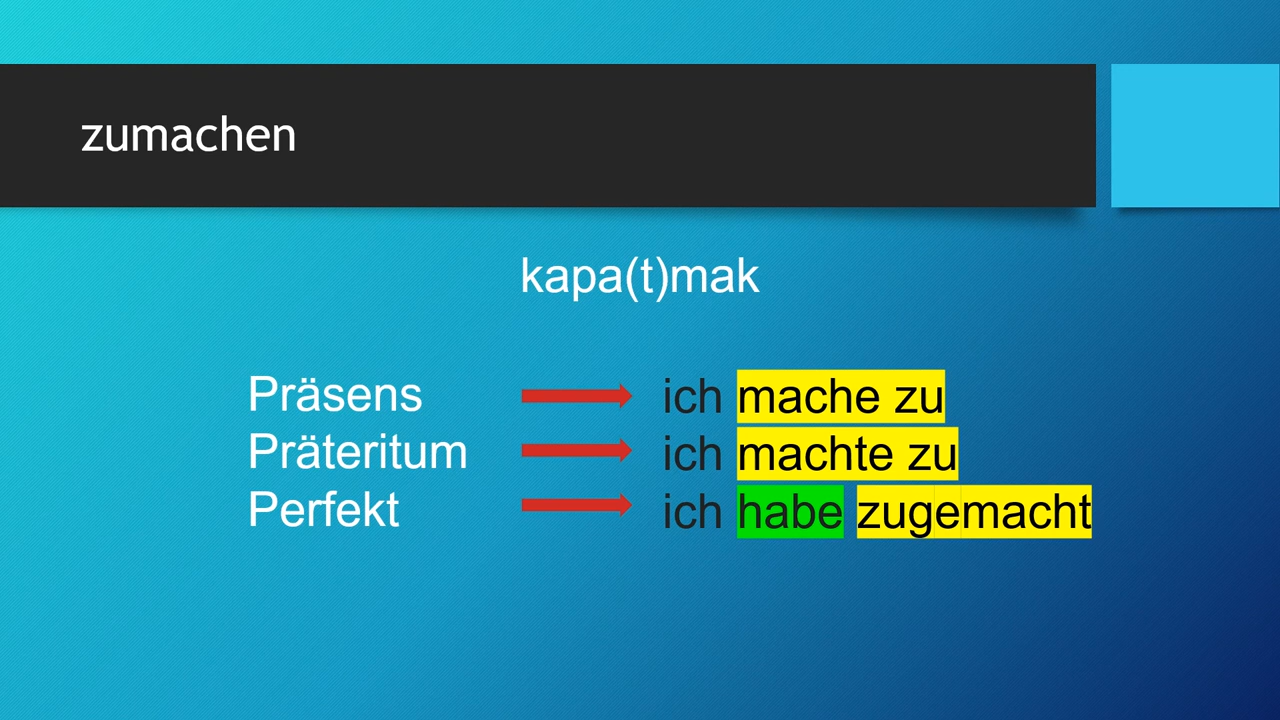 zumachen
kapa(t)mak
Präsens ich mache zu
Präteritum ich machte zu
Perfekt ich habe zugemacht